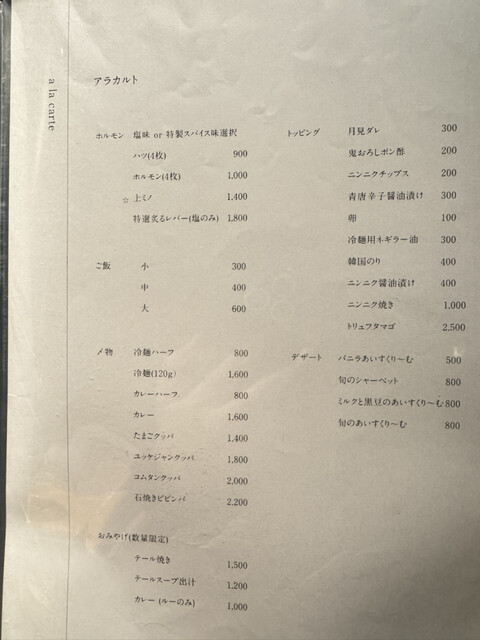 a la carte
アラカルト
ホルモン 塩味 or 特製スパイス味選択
ハツ(4枚) 900
ホルモン(4枚) 1,000
☆ 上ミノ 1,400
特選炙るレバー(塩のみ) 1,800
ご飯 小 300
中 400
大 600
〆物 冷麺ハーフ 800
冷麺(120g) 1,600
カレーハーフ 800
カレー 1,600
たまごクッパ 1,400
ユッケジャンクッパ 1,800
コムタンクッパ 2,000
石焼きビビンバ 2,200
おみやげ(数量限定)
テール焼き 1,500
テールスープ出汁 1,200
カレー (ルーのみ) 1,000
トッピング 月見ダレ 300
鬼おろしポン酢 200
ニンニクチップス 200
青唐辛子醤油漬け 300
卵 100
冷麺用ネギラー油 300
韓国のり 400
ニンニク醤油漬け 400
ニンニク焼き 1,000
トリュフタマゴ 2,500
デザート バニラあいすくり〜む 500
旬のシャーベット 800
ミルクと黒豆のあいすくり〜む 800
旬のあいすくり〜む 800